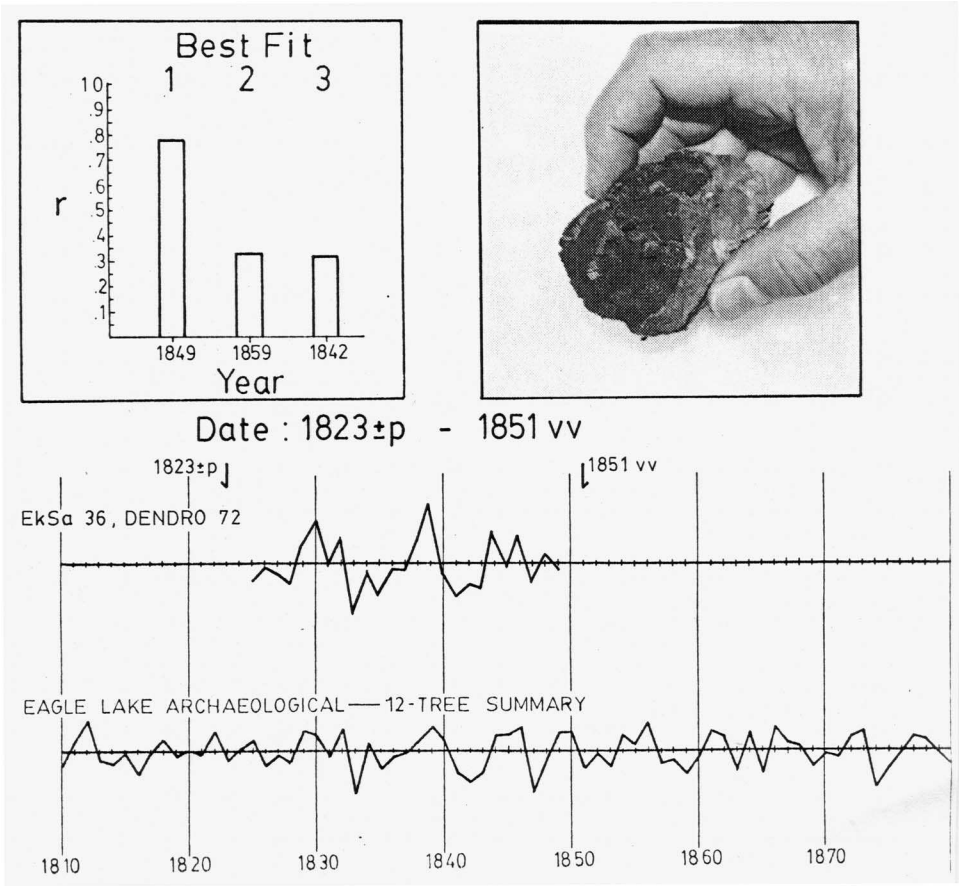 Best Fit
1 2 3
1.0
.9
.8
.7
.6
.5
.4
.3
.2
.1
r
1849 1859 1842
Year
Date : 1823±p - 1851 vv
1823±p 1851 vv
EkSa 36, DENDRO 72
EAGLE LAKE ARCHAEOLOGICAL — 12-TREE SUMMARY
1810 1820 1830 1840 1850 1860 1870